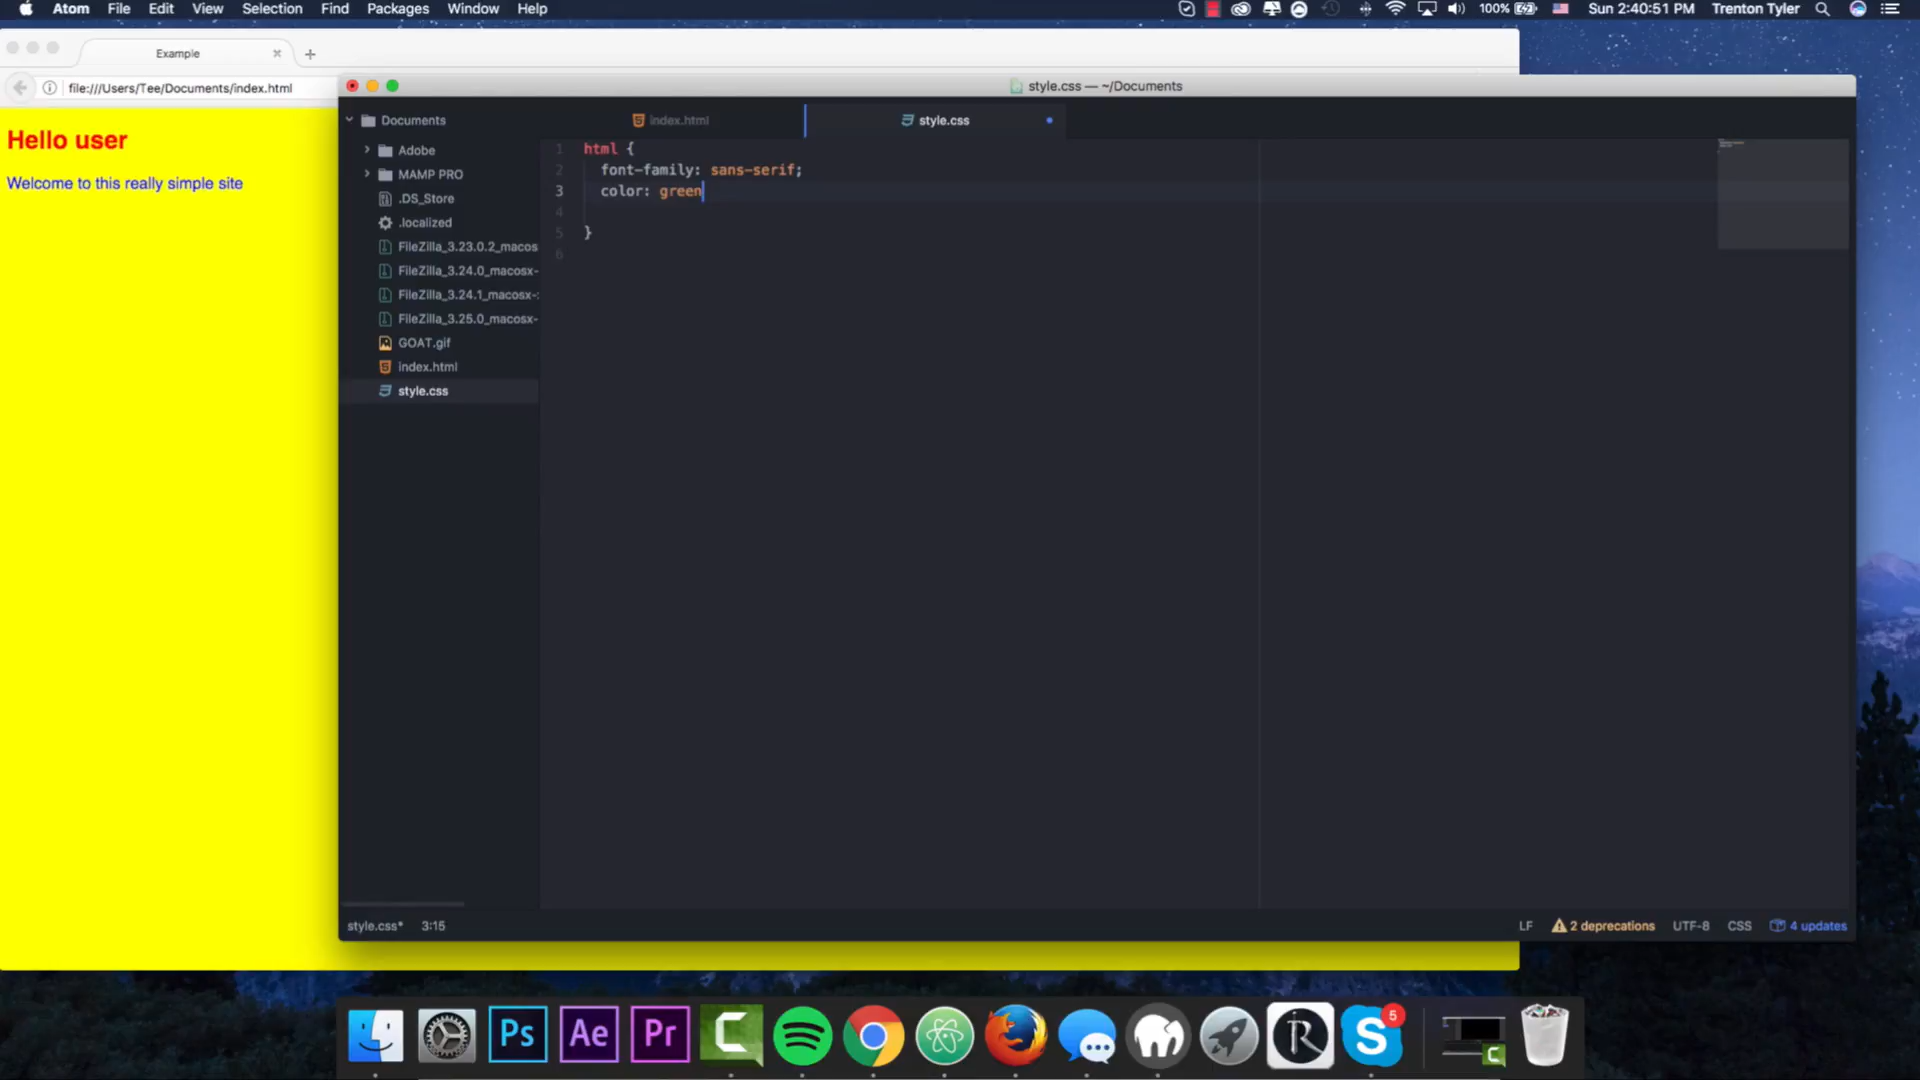 Atom File Edit View Selection Find Packages Window Help
100% Sun 2:40:51 PM Trenton Tyler
Example
file:///Users/Tee/Documents/index.html
Hello user
Welcome to this really simple site
style.css — ~/Documents
Documents
Adobe
MAMP PRO
.DS_Store
.localized
FileZilla_3.23.0.2_macos
FileZilla_3.24.0_macosx-
FileZilla_3.24.1_macosx-:
FileZilla_3.25.0_macosx-
GOAT.gif
index.html
style.css
index.html
style.css
1 html {
2 font-family: sans-serif;
3 color: green
4
5 }
6
style.css* 3:15
LF 2 deprecations UTF-8 CSS 4 updates
Ps Ae Pr C R S 5 C